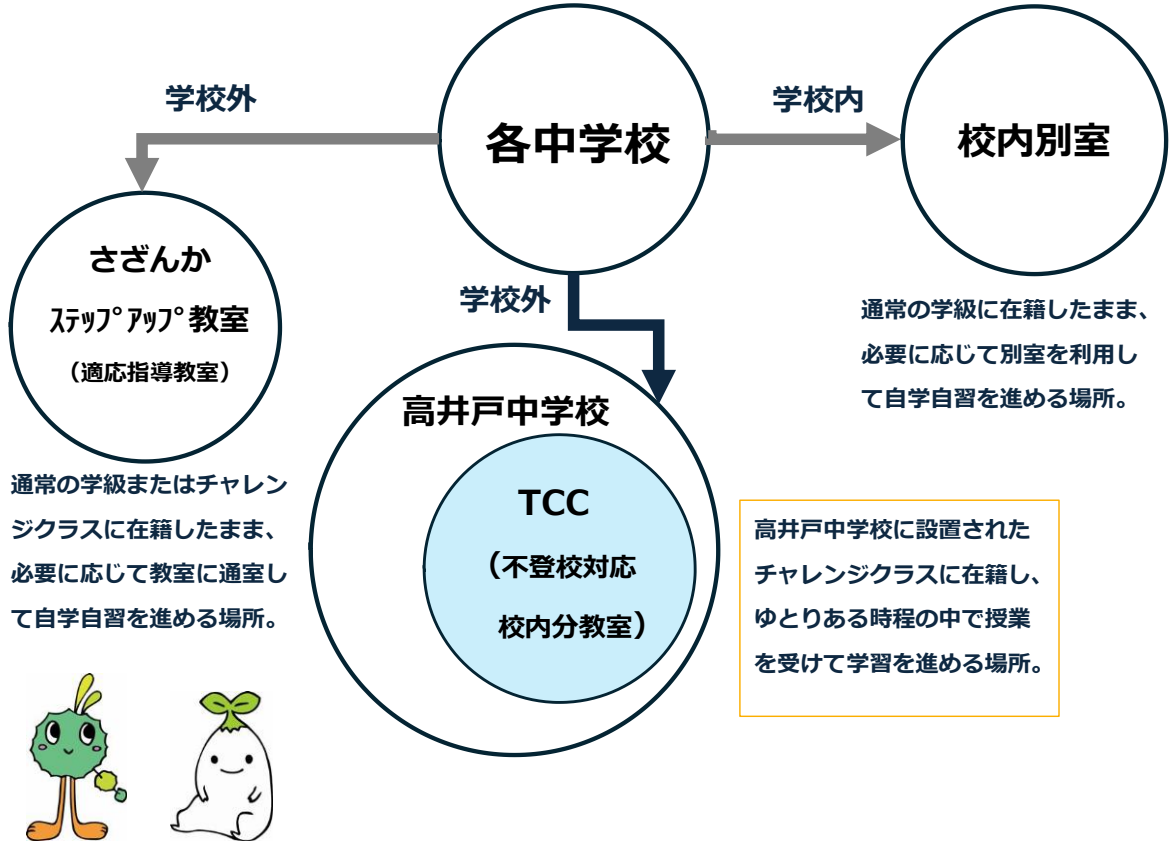 各中学校
学校外
学校内
校内別室
通常の学級に在籍したまま、
必要に応じて別室を利用し
て自学自習を進める場所。
さざんか
ｽﾃｯﾌﾟｱｯﾌﾟ教室
（適応指導教室）
通常の学級またはチャレン
ジクラスに在籍したまま、
必要に応じて教室に通室し
て自学自習を進める場所。
学校外
高井戸中学校
TCC
（不登校対応
校内分教室）
高井戸中学校に設置された
チャレンジクラスに在籍し、
ゆとりある時程の中で授業
を受けて学習を進める場所。